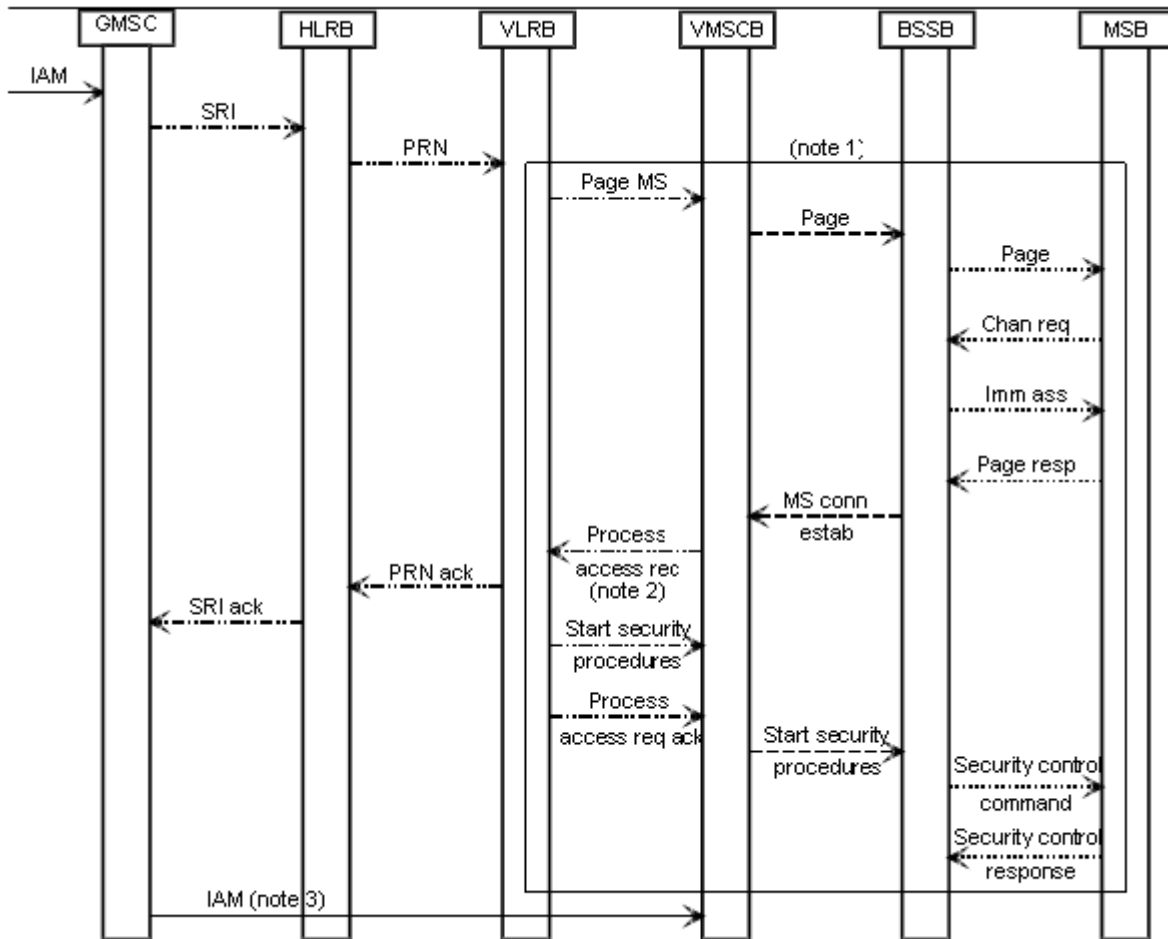 GMSC HLRB VLRB VMSCB BSSB MSB
IAM
SRI
PRN
(note 1)
Page MS
Page
Page
Chan req
Imm ass
Page resp
MS conn
estab
Process
access rec
(note 2)
PRN ack
SRI ack
Start security
procedures
Process
access req ack
Start security
procedures
Security control
command
Security control
response
IAM (note 3)